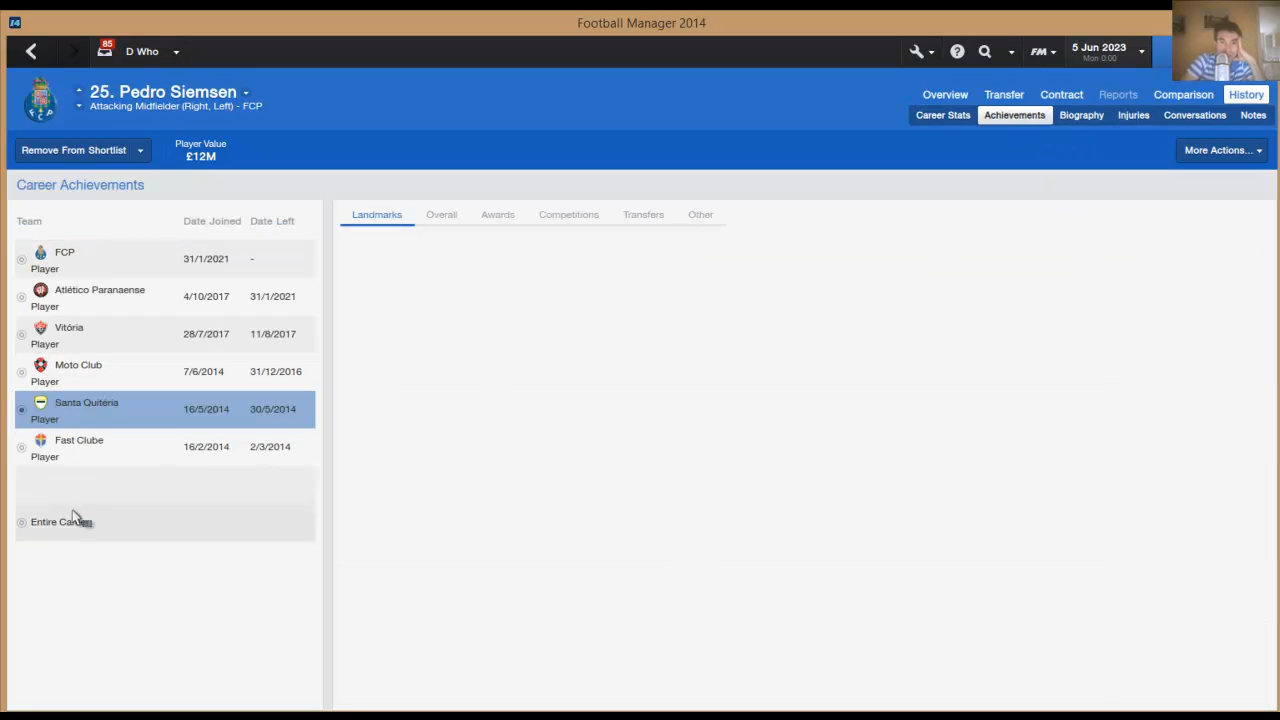 Football Manager 2014
85
D Who
FM
5 Jun 2023
Mon 0:00
25. Pedro Siemsen
Attacking Midfielder (Right, Left) - FCP
Overview Transfer Contract Reports Comparison History
Career Stats Achievements Biography Injuries Conversations Notes
Remove From Shortlist
Player Value
£12M
More Actions...
Career Achievements
Team Date Joined Date Left
Landmarks Overall Awards Competitions Transfers Other
FCP
Player
31/1/2021 -
Atlético Paranaense
Player
4/10/2017 31/1/2021
Vitória
Player
28/7/2017 11/8/2017
Moto Club
Player
7/6/2014 31/12/2016
Santa Quitéria
Player
16/5/2014 30/5/2014
Fast Clube
Player
16/2/2014 2/3/2014
Entire Career